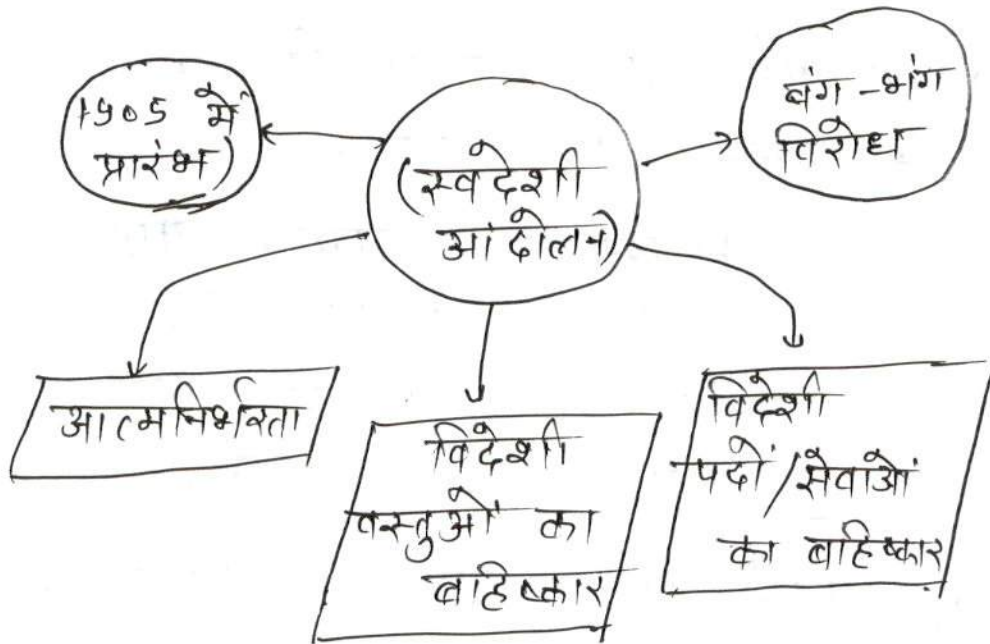 1905 में
प्रारंभ)
(स्वदेशी
आंदोलन)
बंग-भंग
विरोध
आत्मनिर्भरता
विदेशी
वस्तुओं का
बहिष्कार
विदेशी
पदों/सेवाओं
का बहिष्कार